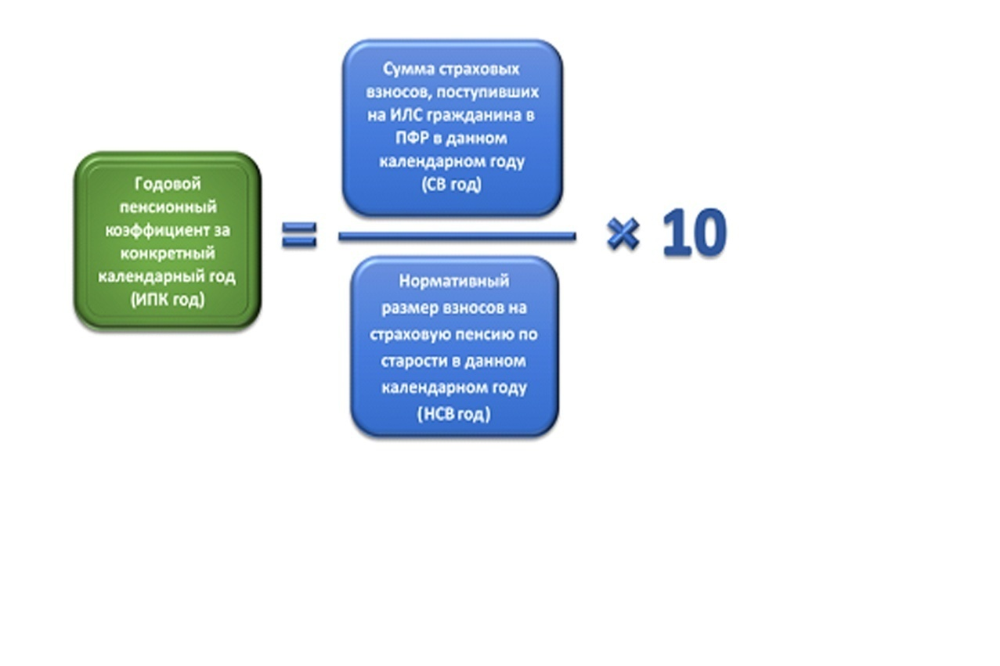 Годовой
пенсионный
коэффициент за
конкретный
календарный год
(ИПК год)
=
Сумма страховых
взносов, поступивших
на ИЛС гражданина в
ПФР в данном
календарном году
(СВ год)
Нормативный
размер взносов на
страховую пенсию по
старости в данном
календарном году
(НСВ год)
× 10